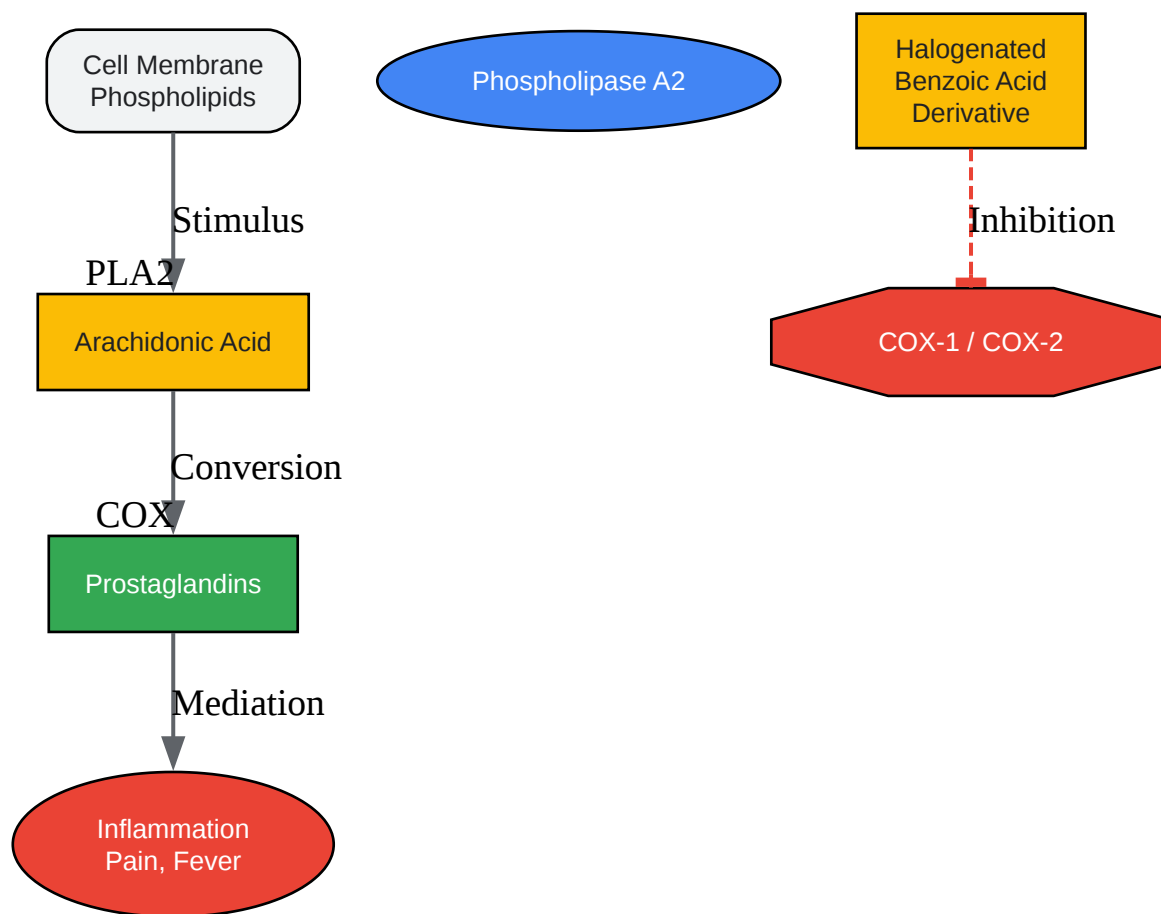 Cell Membrane
Phospholipids
Phospholipase A2
Halogenated
Benzoic Acid
Derivative
Stimulus
Inhibition
PLA2
Arachidonic Acid
COX-1 / COX-2
Conversion
COX
Prostaglandins
Mediation
Inflammation
Pain, Fever